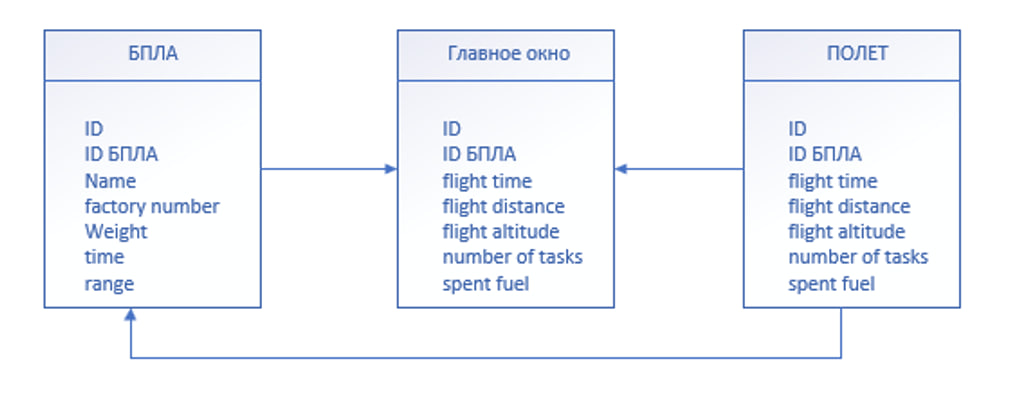 БПЛА
ID
ID БПЛА
Name
factory number
Weight
time
range
Главное окно
ID
ID БПЛА
flight time
flight distance
flight altitude
number of tasks
spent fuel
ПОЛЕТ
ID
ID БПЛА
flight time
flight distance
flight altitude
number of tasks
spent fuel